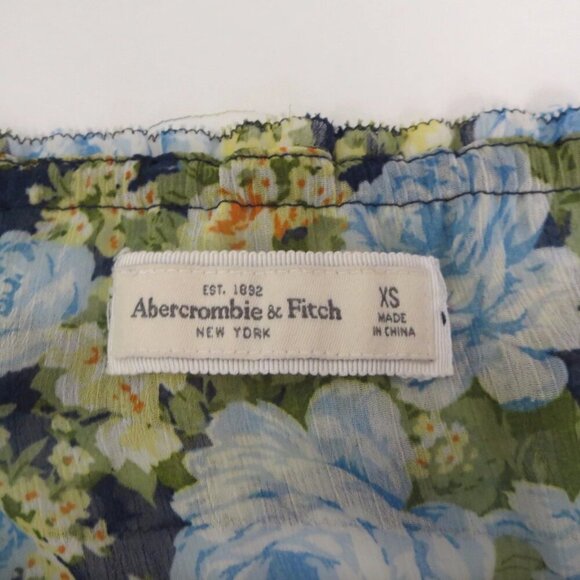 EST. 1892
Abercrombie & Fitch
NEW YORK
XS
MADE
IN CHINA